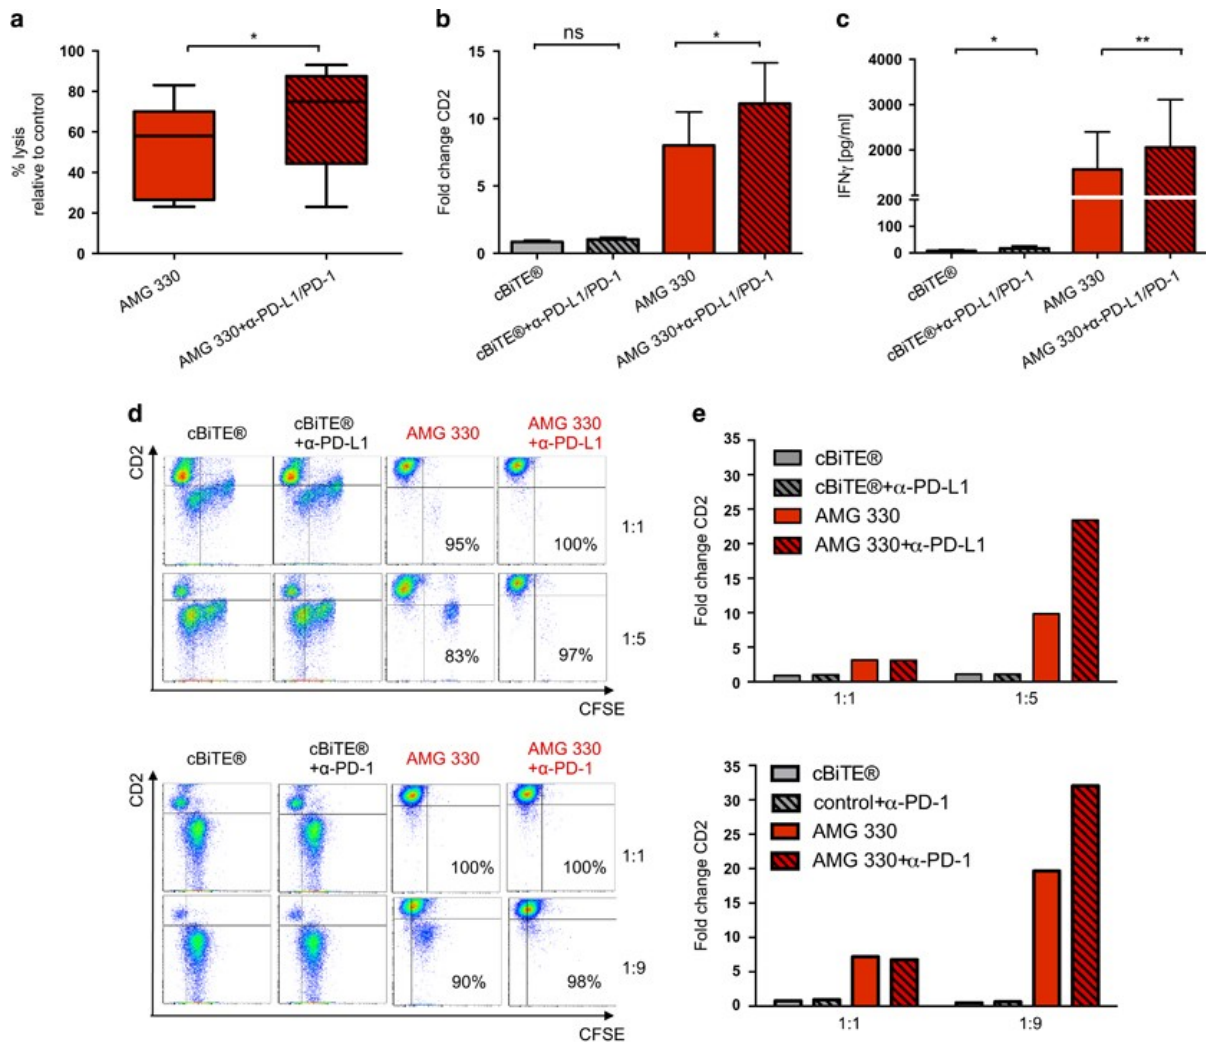 a
*
% lysis
relative to control
100
80
60
40
20
0
AMG 330
AMG 330+α-PD-L1/PD-1
b
ns
*
Fold change CD2
15
10
5
0
cBiTE®
cBiTE®+α-PD-L1/PD-1
AMG 330
AMG 330+α-PD-L1/PD-1
c
*
**
IFNγ [pg/ml]
4000
3000
2000
200
100
0
cBiTE®
cBiTE®+α-PD-L1/PD-1
AMG 330
AMG 330+α-PD-L1/PD-1
d
CD2
cBiTE®
cBiTE®
+α-PD-L1
AMG 330
AMG 330
+α-PD-L1
95%
100%
1:1
83%
97%
1:5
CFSE
CD2
cBiTE®
cBiTE®
+α-PD-1
AMG 330
AMG 330
+α-PD-1
100%
100%
1:1
90%
98%
1:9
CFSE
e
Fold change CD2
35
30
25
20
15
10
5
0
cBiTE®
cBiTE®+α-PD-L1
AMG 330
AMG 330+α-PD-L1
1:1
1:5
Fold change CD2
35
30
25
20
15
10
5
0
cBiTE®
control+α-PD-1
AMG 330
AMG 330+α-PD-1
1:1
1:9